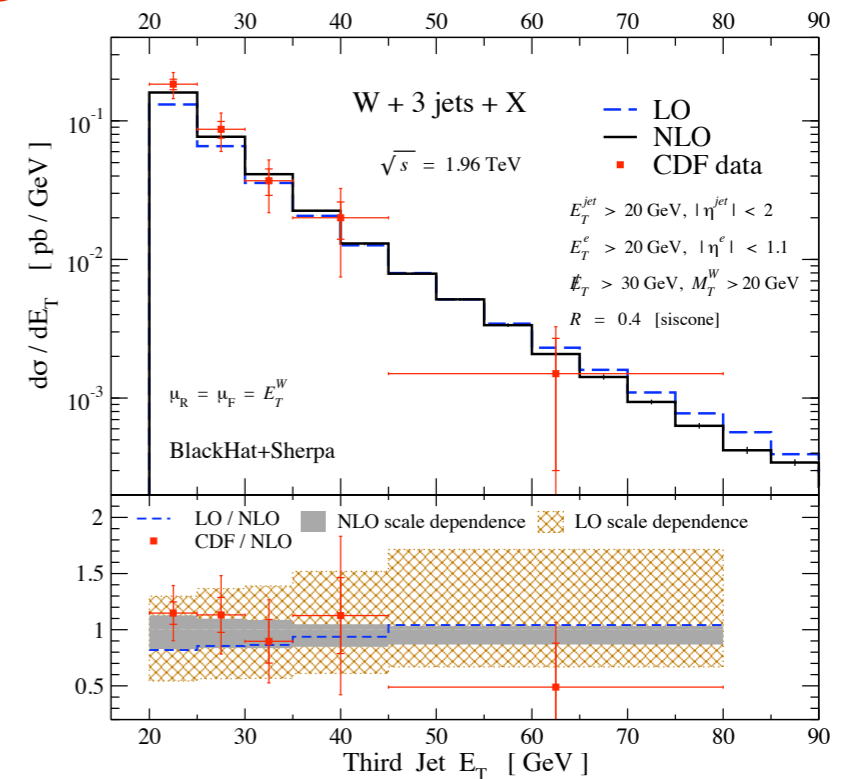 20 30 40 50 60 70 80 90
W + 3 jets + X
LO
NLO
CDF data
√s = 1.96 TeV
E_T^{jet} > 20 GeV, | η^{jet} | < 2
E_T^e > 20 GeV, | η^e | < 1.1
E̸_T > 30 GeV, M_T^W > 20 GeV
R = 0.4 [siscone]
μ_R = μ_F = E_T^W
BlackHat+Sherpa
10^{-1}
10^{-2}
10^{-3}
dσ / dE_T [ pb / GeV ]
LO / NLO
CDF / NLO
NLO scale dependence
LO scale dependence
2
1.5
1
0.5
20 30 40 50 60 70 80 90
Third Jet E_T [ GeV ]